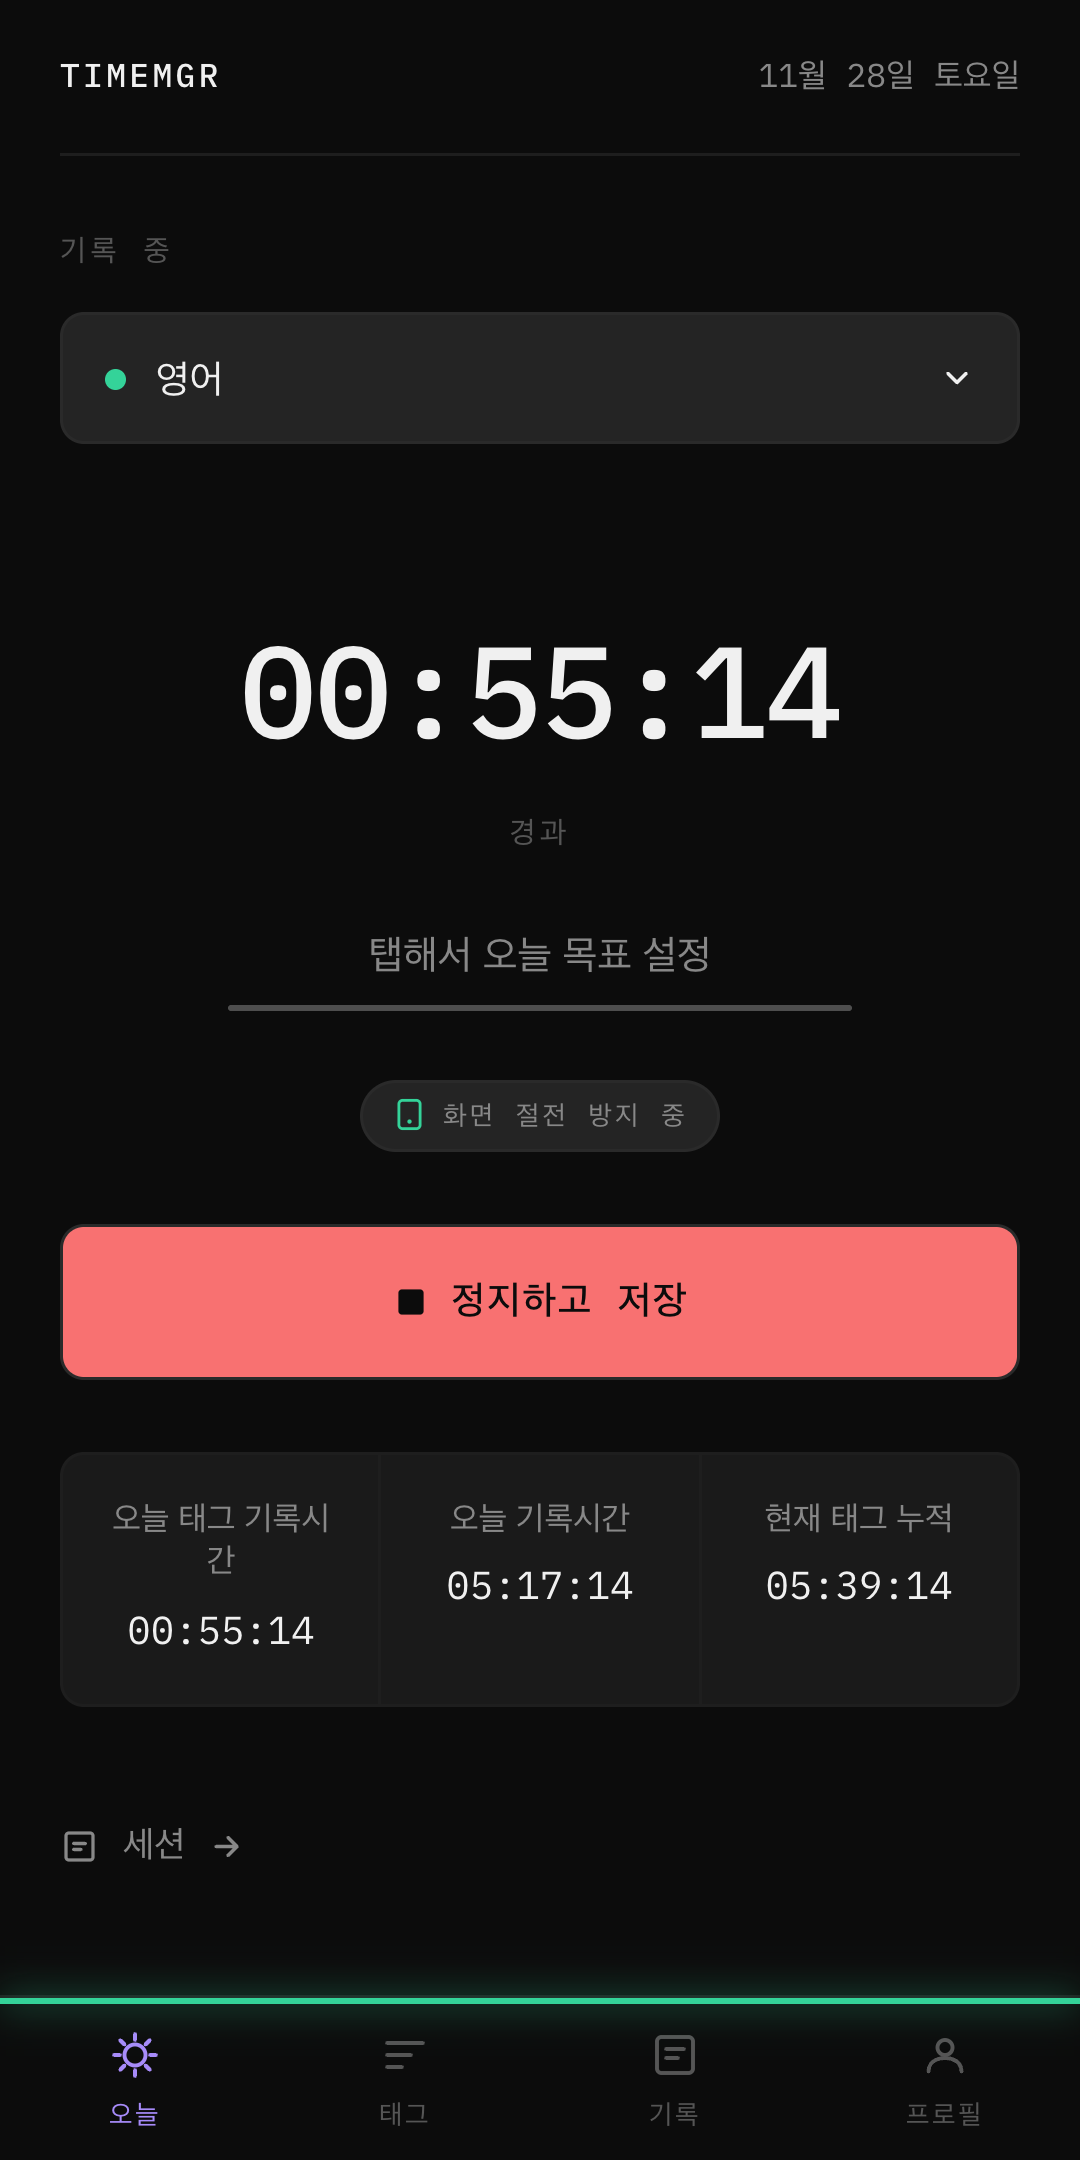 TIMEMGR
11월 28일 토요일
기록 중
영어
00:55:14
경과
탭해서 오늘 목표 설정
화면 절전 방지 중
정지하고 저장
오늘 태그 기록시
간
00:55:14
오늘 기록시간
05:17:14
현재 태그 누적
05:39:14
세션
오늘
태그
기록
프로필